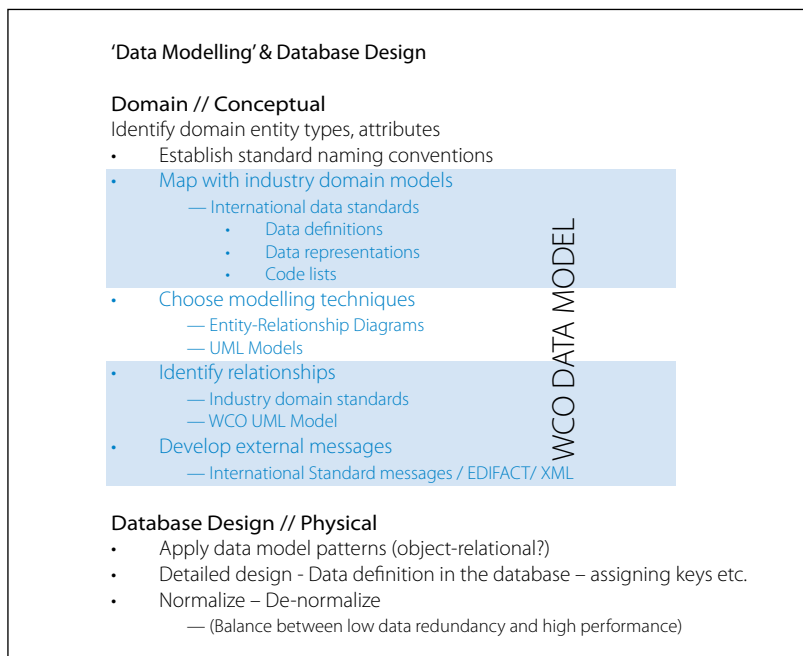 ‘Data Modelling’ & Database Design
Domain // Conceptual
Identify domain entity types, attributes
• Establish standard naming conventions
• Map with industry domain models
— International data standards
• Data definitions
• Data representations
• Code lists
• Choose modelling techniques
— Entity-Relationship Diagrams
— UML Models
• Identify relationships
— Industry domain standards
— WCO UML Model
• Develop external messages
— International Standard messages / EDIFACT/ XML
WCO DATA MODEL
Database Design // Physical
• Apply data model patterns (object-relational?)
• Detailed design - Data definition in the database – assigning keys etc.
• Normalize – De-normalize
— (Balance between low data redundancy and high performance)